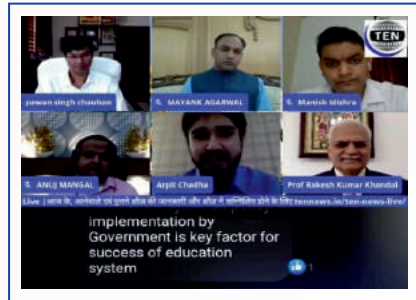 TEN
pawan singh chauhan
MAYANK AGARWAL
Manish Mishra
ANUJ MANGAL
Arpit Chadha
Prof Rakesh Kumar Khandal
Live | आज के, आनेवाले एवं पुराने शोज की जानकारी और शोज में सम्मिलित होने के लिए tennews.in/ten-news-live/
implementation by
Government is key factor for
success of education
system
1